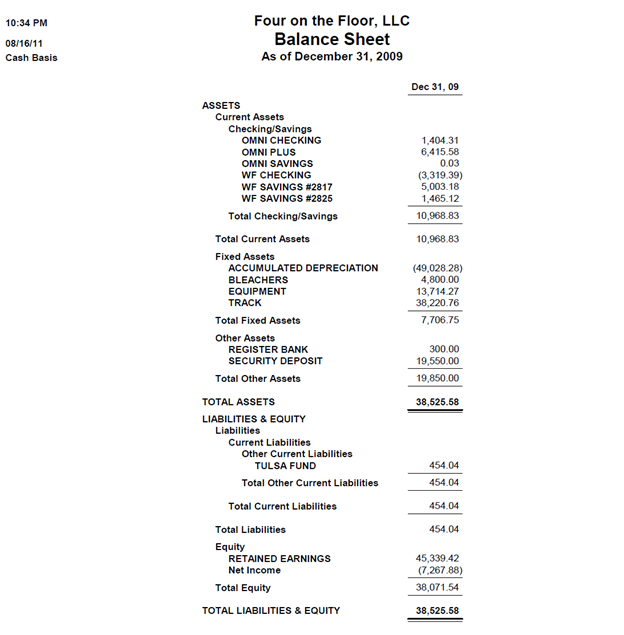 10:34 PM
08/16/11
Cash Basis
Four on the Floor, LLC
Balance Sheet
As of December 31, 2009
Dec 31, 09
ASSETS
Current Assets
Checking/Savings
OMNI CHECKING 1,404.31
OMNI PLUS 6,415.58
OMNI SAVINGS 0.03
WF CHECKING (3,319.39)
WF SAVINGS #2817 5,003.18
WF SAVINGS #2825 1,465.12
Total Checking/Savings 10,968.83
Total Current Assets 10,968.83
Fixed Assets
ACCUMULATED DEPRECIATION (49,028.28)
BLEACHERS 4,800.00
EQUIPMENT 13,714.27
TRACK 38,220.76
Total Fixed Assets 7,706.75
Other Assets
REGISTER BANK 300.00
SECURITY DEPOSIT 19,550.00
Total Other Assets 19,850.00
TOTAL ASSETS 38,525.58
LIABILITIES & EQUITY
Liabilities
Current Liabilities
Other Current Liabilities
TULSA FUND 454.04
Total Other Current Liabilities 454.04
Total Current Liabilities 454.04
Total Liabilities 454.04
Equity
RETAINED EARNINGS 45,339.42
Net Income (7,267.88)
Total Equity 38,071.54
TOTAL LIABILITIES & EQUITY 38,525.58